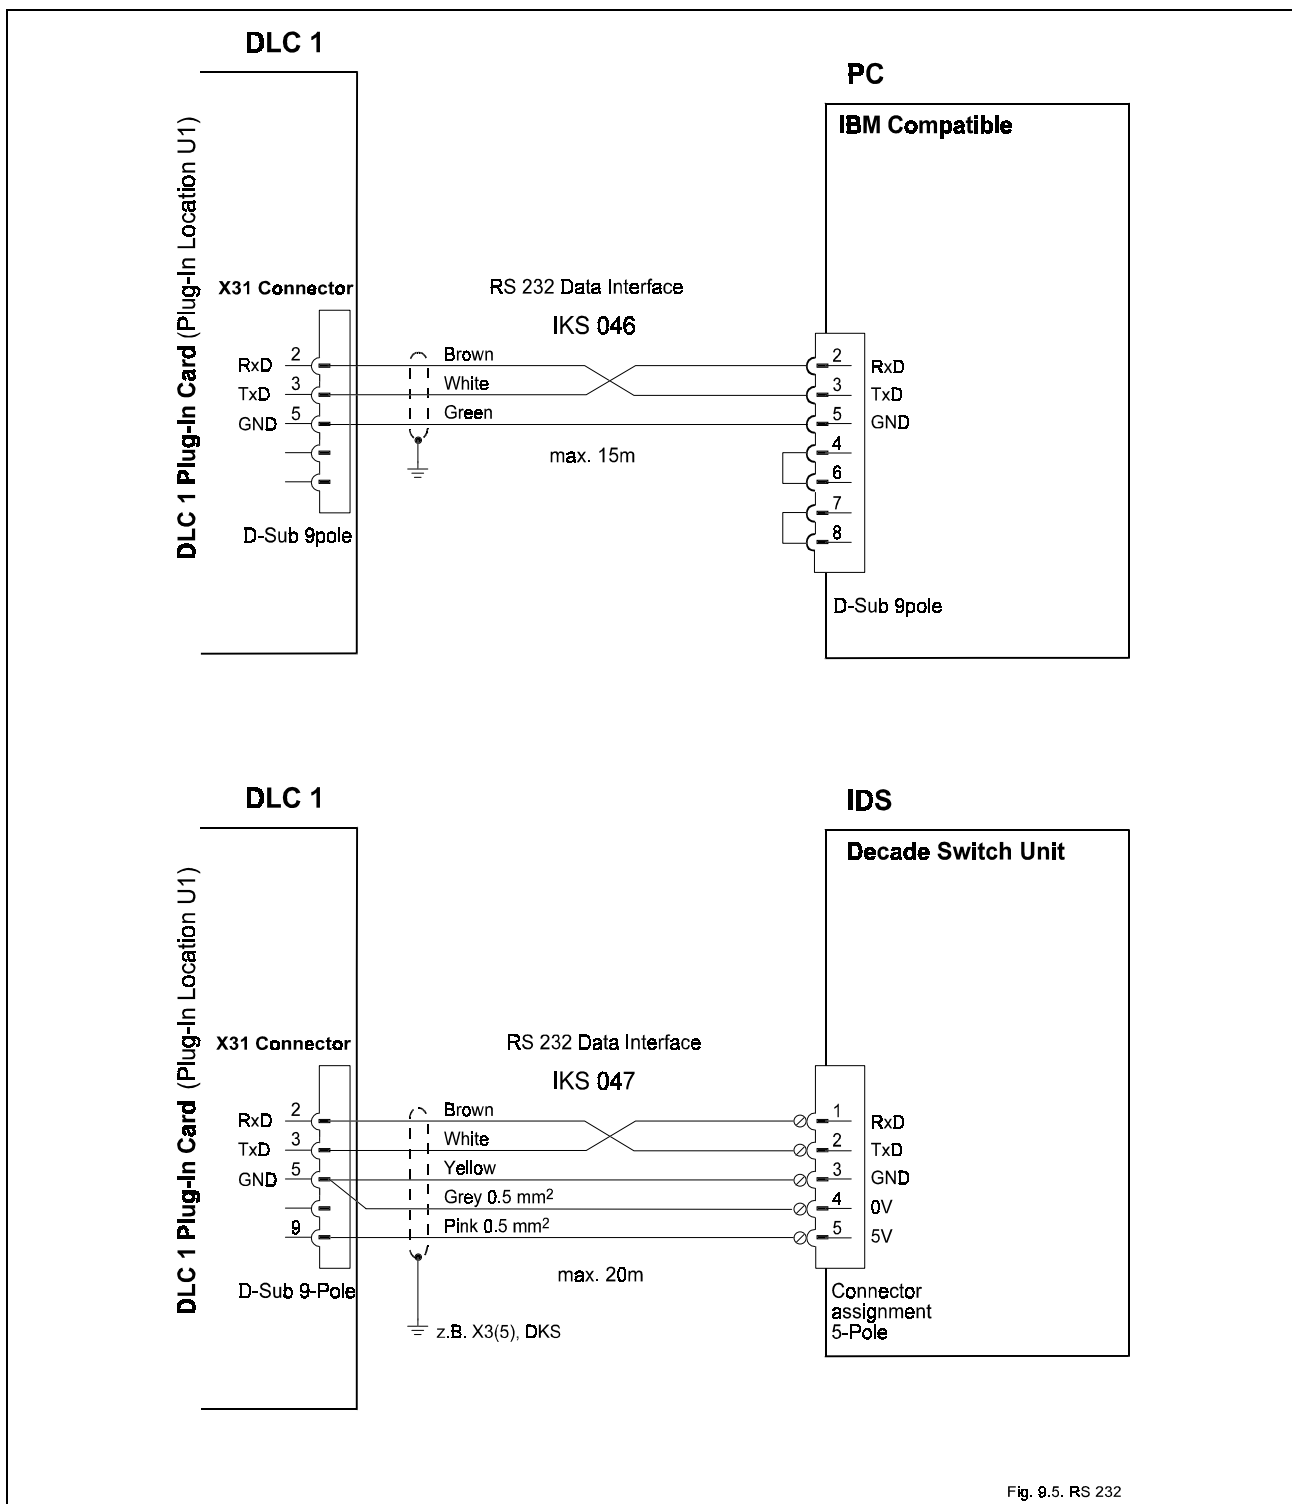 DLC 1
PC
IBM Compatible
DLC 1 Plug-In Card (Plug-In Location U1)
X31 Connector
RS 232 Data Interface
IKS 046
RxD 2 Brown 2 RxD
TxD 3 White 3 TxD
GND 5 Green 5 GND
4
max. 15m
6
7
8
D-Sub 9pole
D-Sub 9pole
DLC 1
IDS
Decade Switch Unit
DLC 1 Plug-In Card (Plug-In Location U1)
X31 Connector
RS 232 Data Interface
IKS 047
RxD 2 Brown 1 RxD
TxD 3 White 2 TxD
GND 5 Yellow 3 GND
Grey 0.5 mm² 4 0V
9 Pink 0.5 mm² 5 5V
max. 20m
D-Sub 9-Pole
Connector
assignment
5-Pole
z.B. X3(5), DKS
Fig. 9.5. RS 232